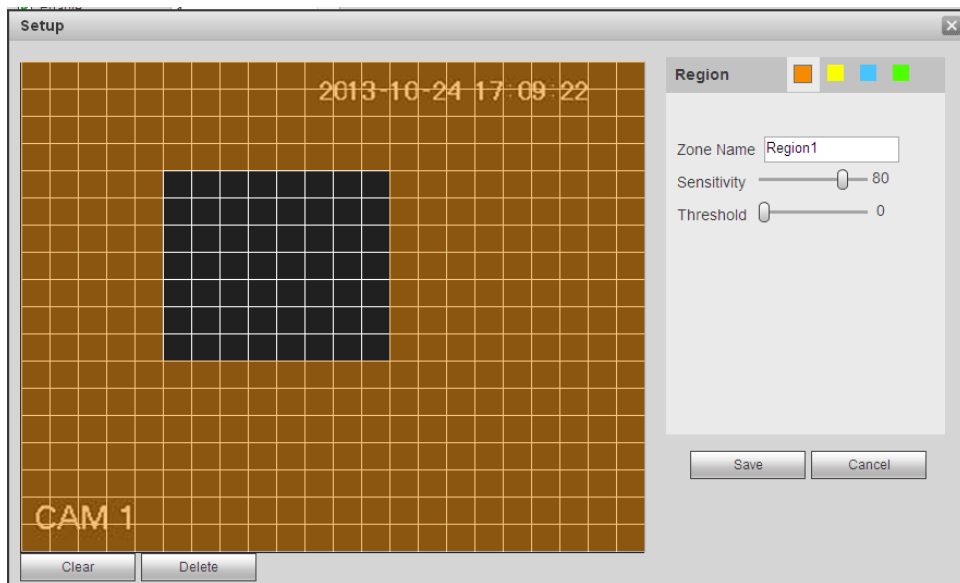 Setup
2013-10-24 17:09:22
Region
Zone Name Region1
Sensitivity 80
Threshold 0
Save Cancel
CAM 1
Clear Delete